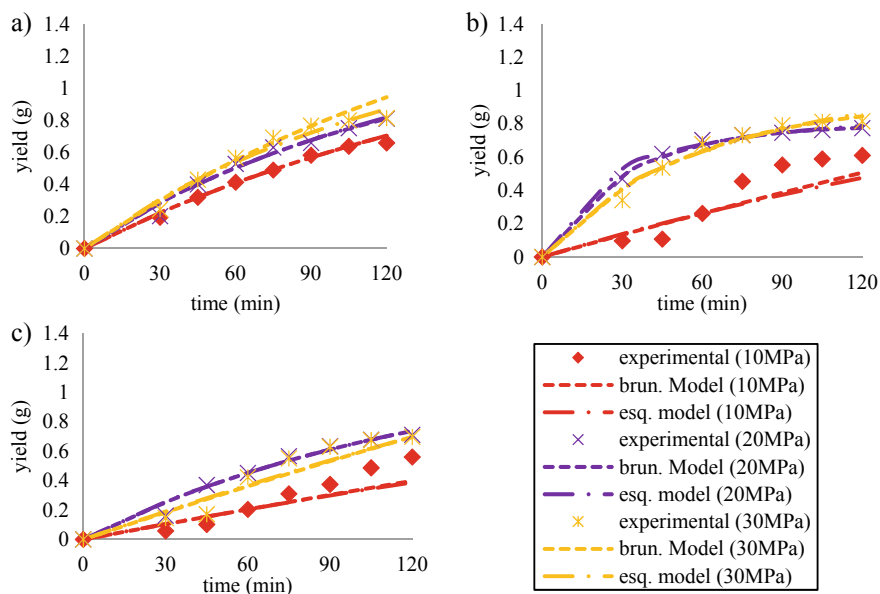 a)
1.4
1.2
1
0.8
0.6
0.4
0.2
0
yield (g)
0 30 60 90 120
time (min)
b)
1.4
1.2
1
0.8
0.6
0.4
0.2
0
yield (g)
0 30 60 90 120
time (min)
c)
1.4
1.2
1
0.8
0.6
0.4
0.2
0
yield (g)
0 30 60 90 120
time (min)
experimental (10MPa)
brun. Model (10MPa)
esq. model (10MPa)
experimental (20MPa)
brun. Model (20MPa)
esq. model (20MPa)
experimental (30MPa)
brun. Model (30MPa)
esq. model (30MPa)